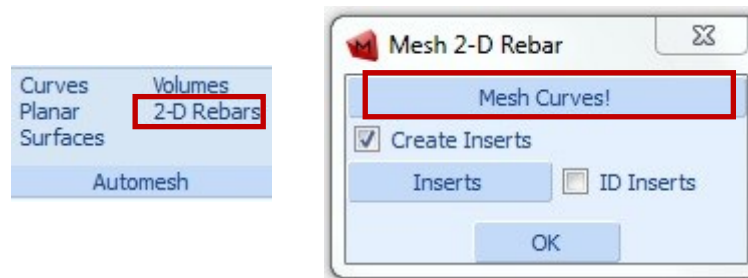 Curves Volumes
Planar 2-D Rebars
Surfaces
Automesh
Mesh 2-D Rebar
Mesh Curves!
Create Inserts
Inserts ID Inserts
OK